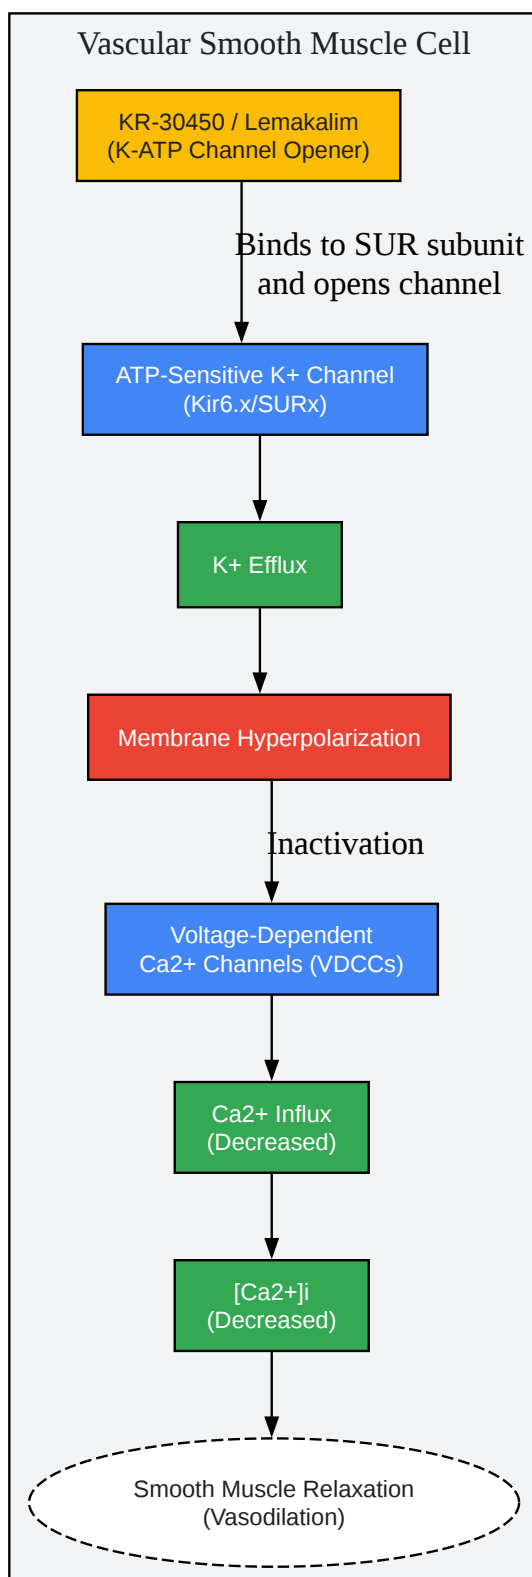 Vascular Smooth Muscle Cell
KR-30450 / Lemakalim
(K-ATP Channel Opener)
Binds to SUR subunit
and opens channel
ATP-Sensitive K+ Channel
(Kir6.x/SURx)
K+ Efflux
Membrane Hyperpolarization
Inactivation
Voltage-Dependent
Ca2+ Channels (VDCCs)
Ca2+ Influx
(Decreased)
[Ca2+]i
(Decreased)
Smooth Muscle Relaxation
(Vasodilation)